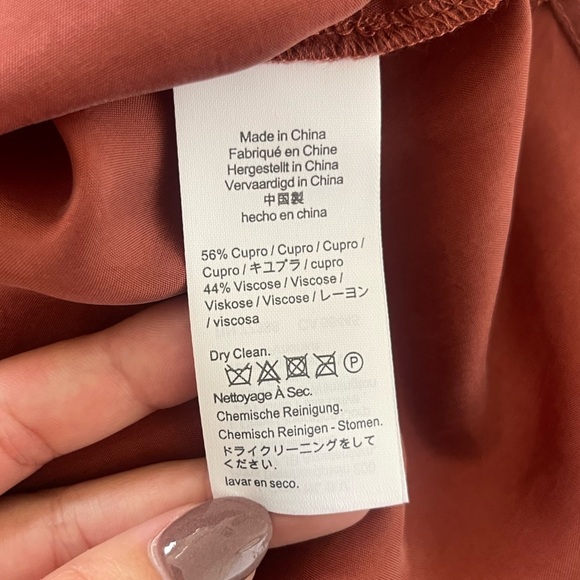 Made in China
Fabriqué en Chine
Hergestellt in China
Vervaardigd in China
中国製
hecho en china
56% Cupro / Cupro / Cupro /
Cupro / キユプラ / cupro
44% Viscose / Viscose /
Viskose / Viscose / レーヨン
/ viscosa
Dry Clean.
P
Nettoyage À Sec.
Chemische Reinigung.
Chemisch Reinigen - Stomen.
ドライクリーニングをして
ください.
lavar en seco.